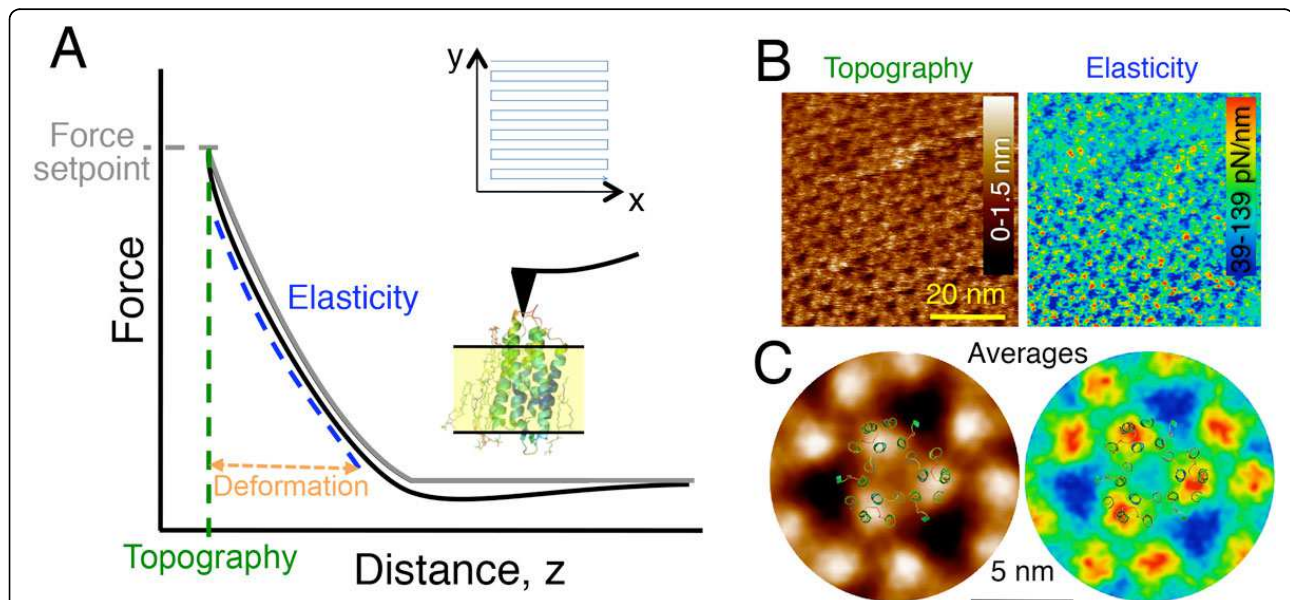 A
Force
setpoint
Force
Elasticity
Deformation
Topography
Distance, z
y
x
B
Topography
Elasticity
0-1.5 nm
39-139 pN/nm
20 nm
C
Averages
5 nm